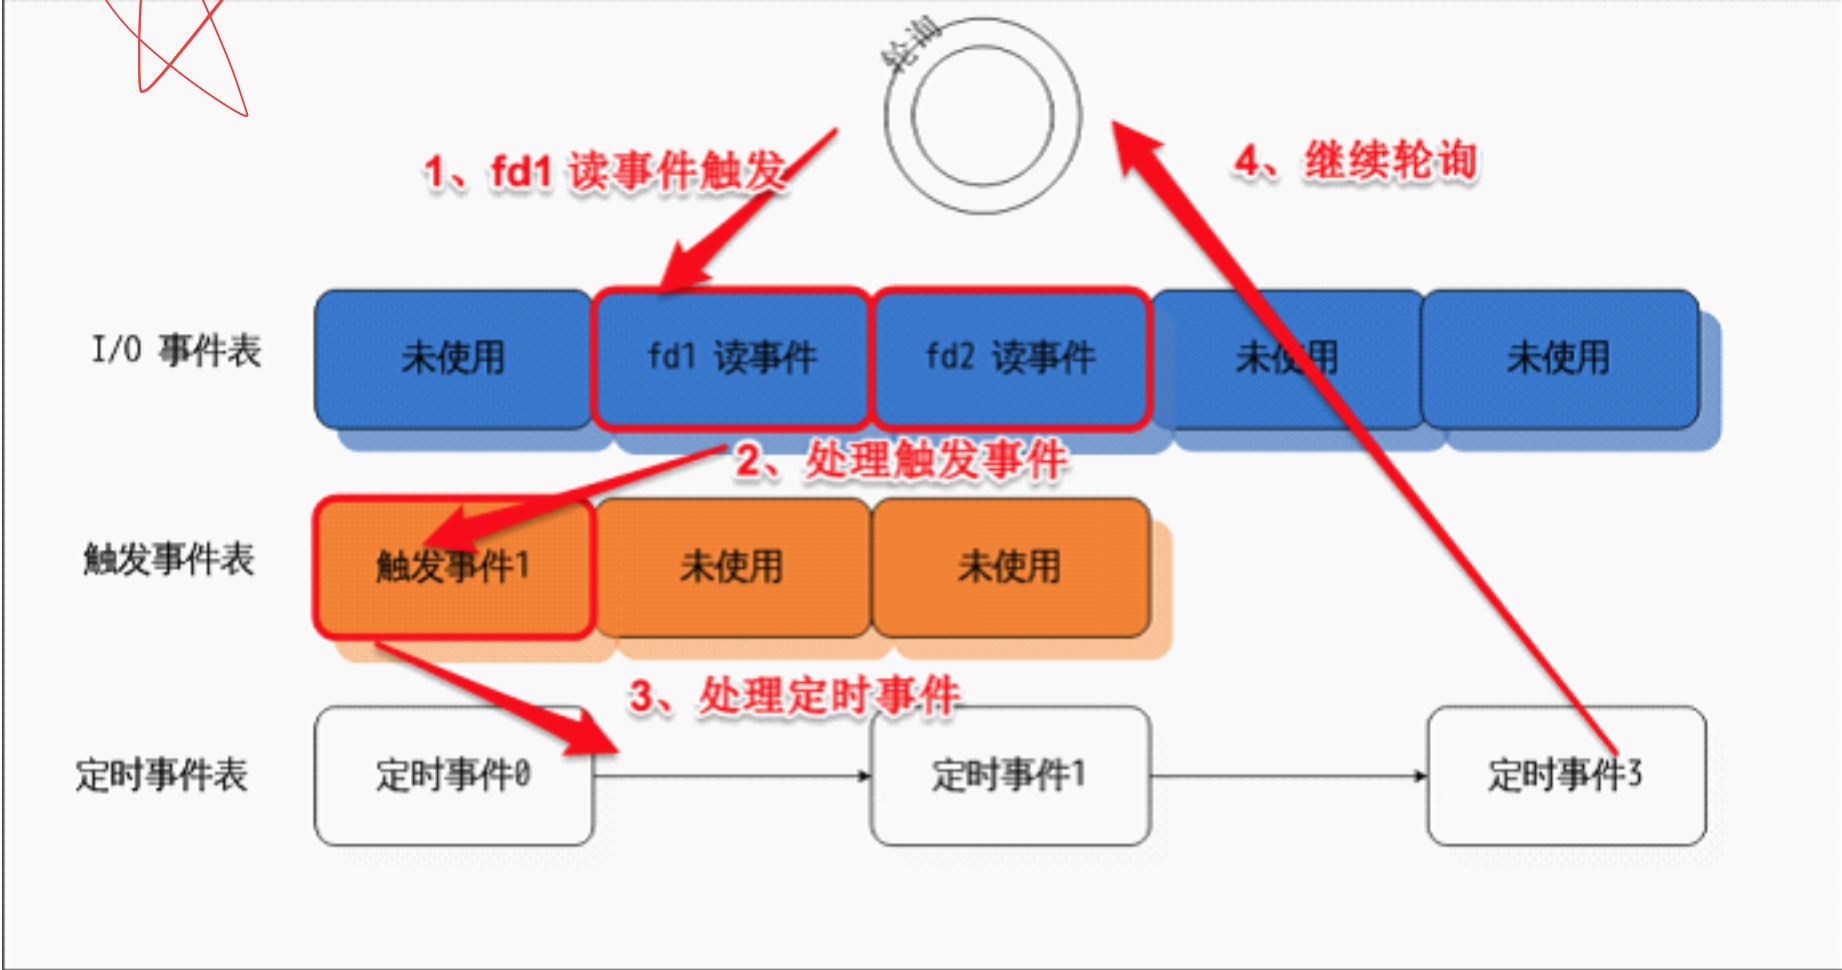 轮询
1、fd1 读事件触发
4、继续轮询
I/O 事件表
未使用
fd1 读事件
fd2 读事件
未使用
未使用
2、处理触发事件
触发事件表
触发事件1
未使用
未使用
3、处理定时事件
定时事件表
定时事件0
定时事件1
定时事件3